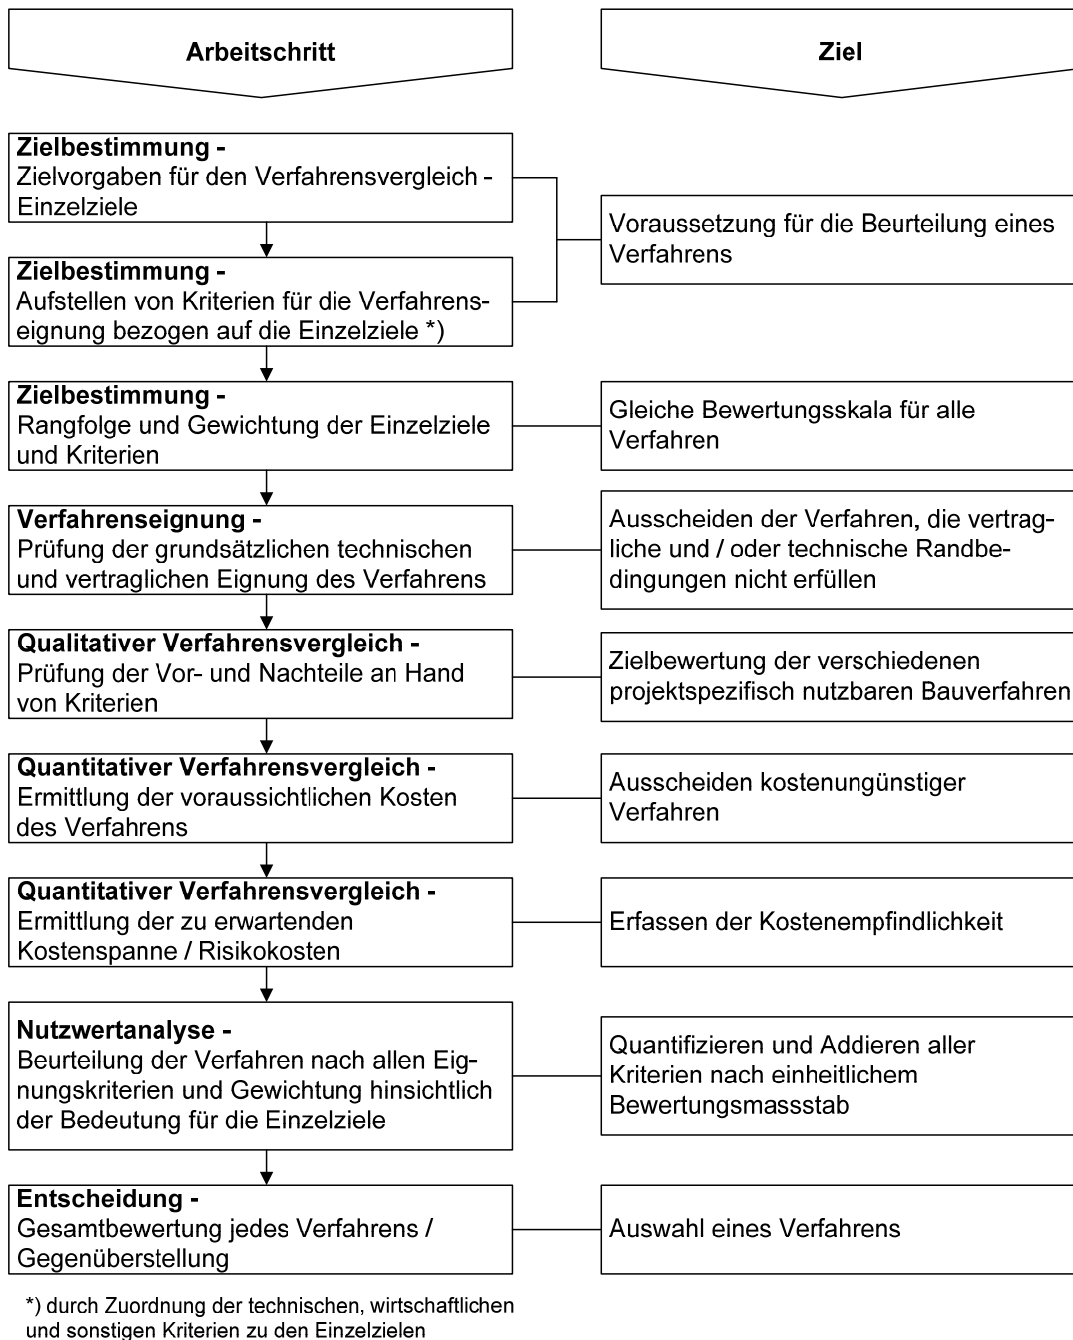 Arbeitschritt
Ziel
Zielbestimmung -
Zielvorgaben für den Verfahrensvergleich -
Einzelziele
Voraussetzung für die Beurteilung eines
Verfahrens
Zielbestimmung -
Aufstellen von Kriterien für die Verfahrens-
eignung bezogen auf die Einzelziele *)
Zielbestimmung -
Rangfolge und Gewichtung der Einzelziele
und Kriterien
Gleiche Bewertungsskala für alle
Verfahren
Verfahrenseignung -
Prüfung der grundsätzlichen technischen
und vertraglichen Eignung des Verfahrens
Ausscheiden der Verfahren, die vertrag-
liche und / oder technische Randbe-
dingungen nicht erfüllen
Qualitativer Verfahrensvergleich -
Prüfung der Vor- und Nachteile an Hand
von Kriterien
Zielbewertung der verschiedenen
projektspezifisch nutzbaren Bauverfahren
Quantitativer Verfahrensvergleich -
Ermittlung der voraussichtlichen Kosten
des Verfahrens
Ausscheiden kostenungünstiger
Verfahren
Quantitativer Verfahrensvergleich -
Ermittlung der zu erwartenden
Kostenspanne / Risikokosten
Erfassen der Kostenempfindlichkeit
Nutzwertanalyse -
Beurteilung der Verfahren nach allen Eig-
nungskriterien und Gewichtung hinsichtlich
der Bedeutung für die Einzelziele
Quantifizieren und Addieren aller
Kriterien nach einheitlichem
Bewertungsmassstab
Entscheidung -
Gesamtbewertung jedes Verfahrens /
Gegenüberstellung
Auswahl eines Verfahrens
*) durch Zuordnung der technischen, wirtschaftlichen
und sonstigen Kriterien zu den Einzelzielen